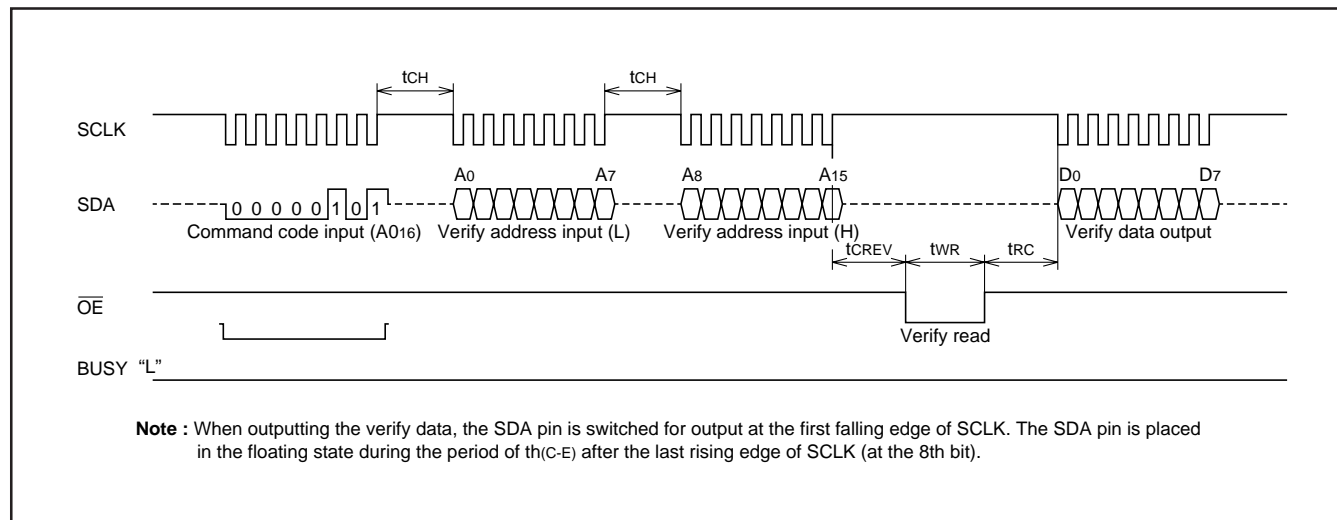 tCH tCH
SCLK
A0 A7 A8 A15 D0 D7
SDA 0 0 0 0 0 1 0 1
Command code input (A016) Verify address input (L) Verify address input (H) Verify data output
tCREV tWR tRC
OE
Verify read
BUSY “L”
Note : When outputting the verify data, the SDA pin is switched for output at the first falling edge of SCLK. The SDA pin is placed
in the floating state during the period of th(C-E) after the last rising edge of SCLK (at the 8th bit).